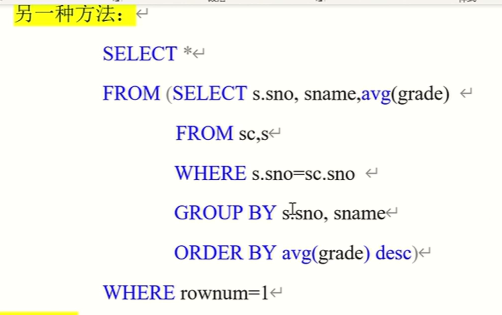 另一种方法：
SELECT *
FROM (SELECT s.sno, sname,avg(grade)
FROM sc,s
WHERE s.sno=sc.sno
GROUP BY s.sno, sname
ORDER BY avg(grade) desc)
WHERE rownum=1